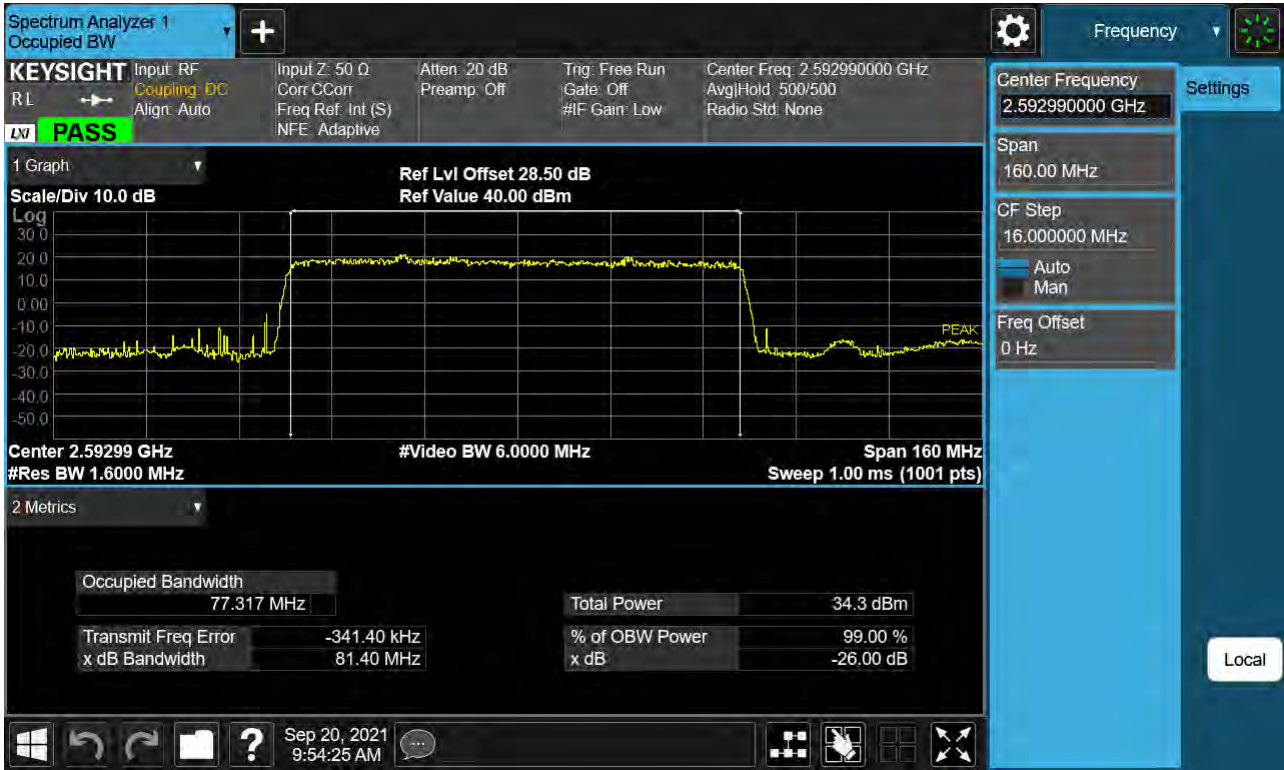 Spectrum Analyzer 1
Occupied BW
+
Frequency
KEYSIGHT
R L
LXI
PASS
Input: RF
Coupling: DC
Align: Auto
Input Z: 50 Ω
Corr CCorr
Freq Ref: Int (S)
NFE: Adaptive
Atten: 20 dB
Preamp: Off
Trig: Free Run
Gate: Off
#IF Gain: Low
Center Freq: 2.592990000 GHz
Avg|Hold: 500/500
Radio Std: None
Center Frequency
2.592990000 GHz
Settings
Span
160.00 MHz
CF Step
16.000000 MHz
Auto
Man
Freq Offset
0 Hz
Local
1 Graph
Scale/Div 10.0 dB
Ref Lvl Offset 28.50 dB
Ref Value 40.00 dBm
Log
30.0
20.0
10.0
0.00
-10.0
-20.0
-30.0
-40.0
-50.0
PEAK
Center 2.59299 GHz
#Video BW 6.0000 MHz
Span 160 MHz
#Res BW 1.6000 MHz
Sweep 1.00 ms (1001 pts)
2 Metrics
Occupied Bandwidth
77.317 MHz
Total Power 34.3 dBm
Transmit Freq Error -341.40 kHz
% of OBW Power 99.00 %
x dB Bandwidth 81.40 MHz
x dB -26.00 dB
?
Sep 20, 2021
9:54:25 AM